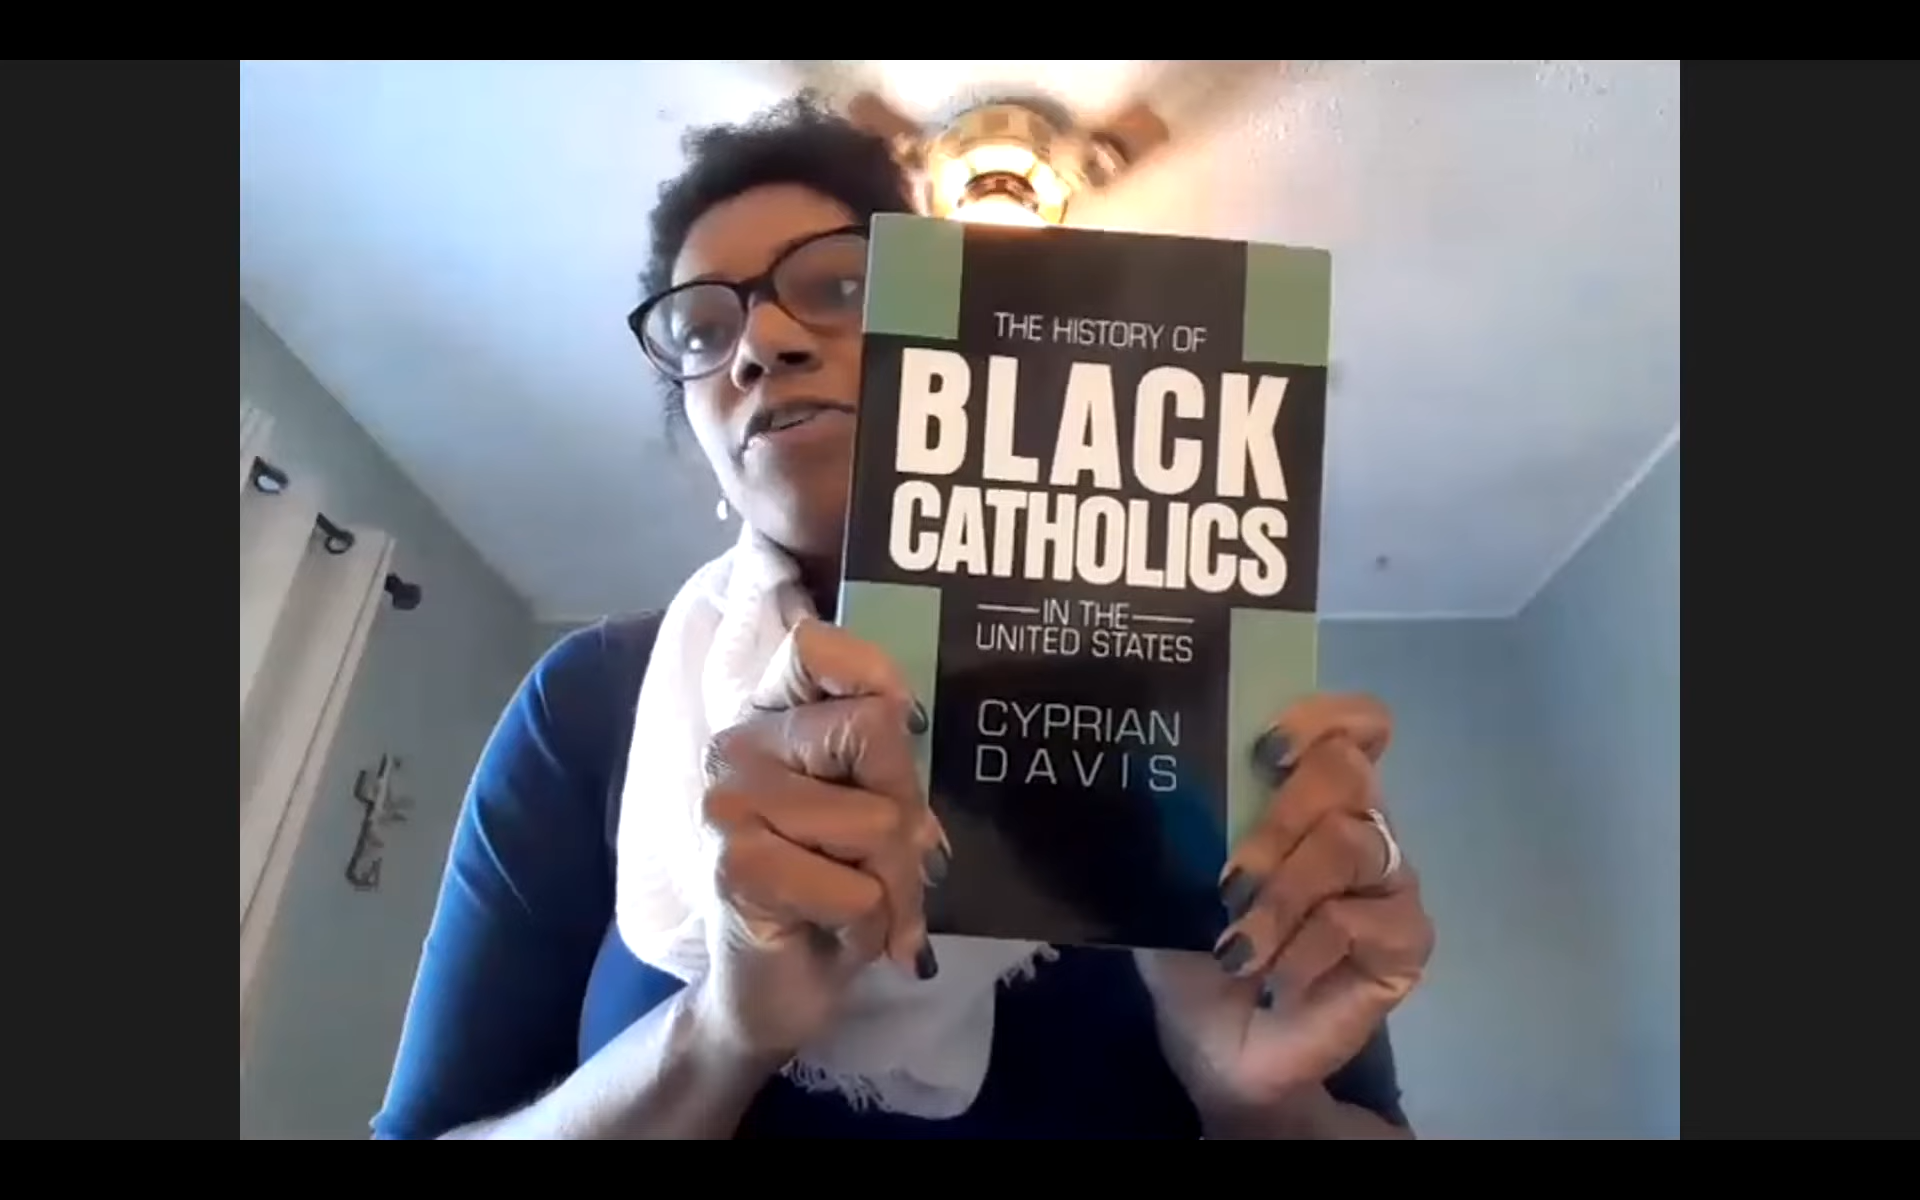 THE HISTORY OF
BLACK
CATHOLICS
IN THE
UNITED STATES
CYPRIAN
DAVIS